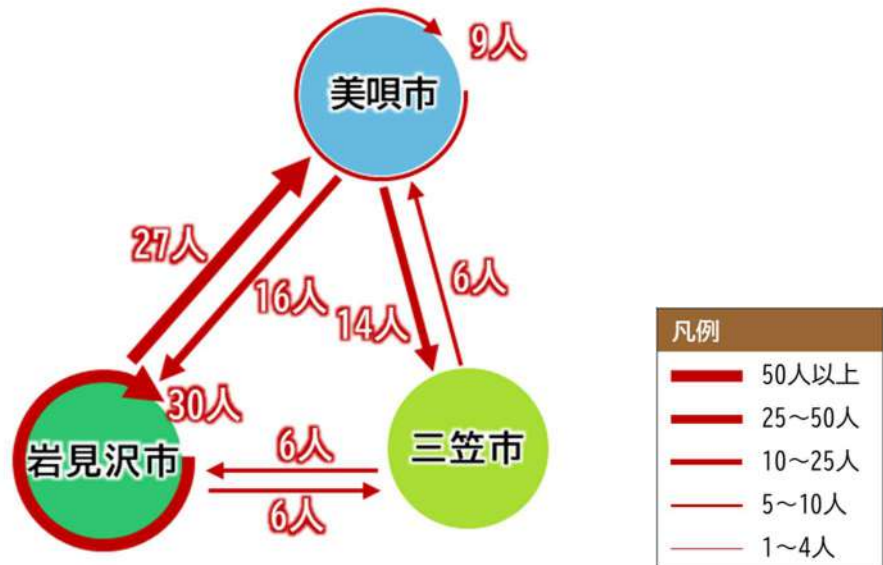 9人
美唄市
27人
16人
14人
6人
30人
岩見沢市
6人
6人
三笠市
凡例
50人以上
25～50人
10～25人
5～10人
1～4人